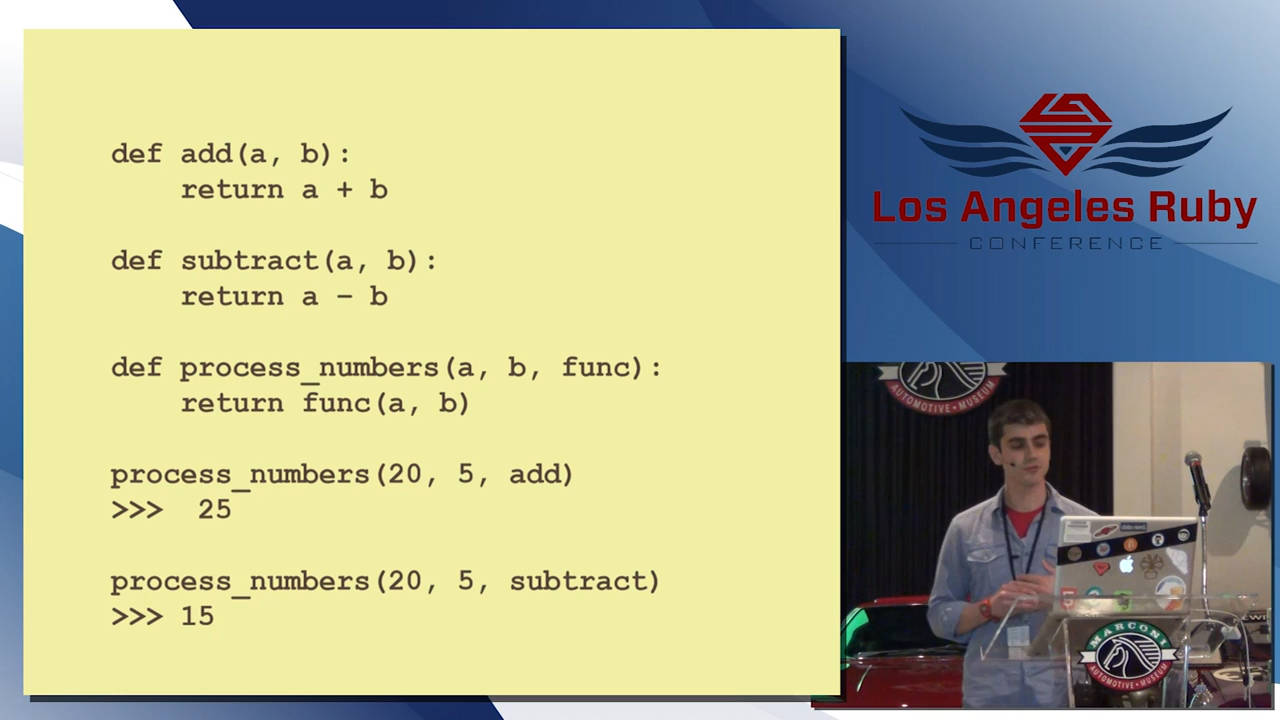 def add(a, b):
    return a + b
def subtract(a, b):
    return a - b
def process_numbers(a, b, func):
    return func(a, b)
process_numbers(20, 5, add)
>>>  25
process_numbers(20, 5, subtract)
>>> 15
Los Angeles Ruby
CONFERENCE
AUTOMOTIVE • MUSEUM
MARCONI
AUTOMOTIVE • MUSEUM